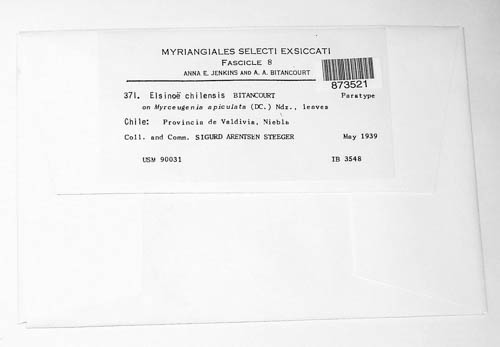 MYRIANGIALES SELECTI EXSICCATI
FASCICLE 8
ANNA E. JENKINS AND A. A. BITANCOURT
873521
371. Elsinoë chilensis BITANCOURT Paratype
on Myrceugenia apiculata (DC.) Ndz., leaves
Chile: Provincia de Valdivia, Niebla
Coll. and Comm. SIGURD ARENTSEN STEEGER May 1939
USM 90031 IB 3548